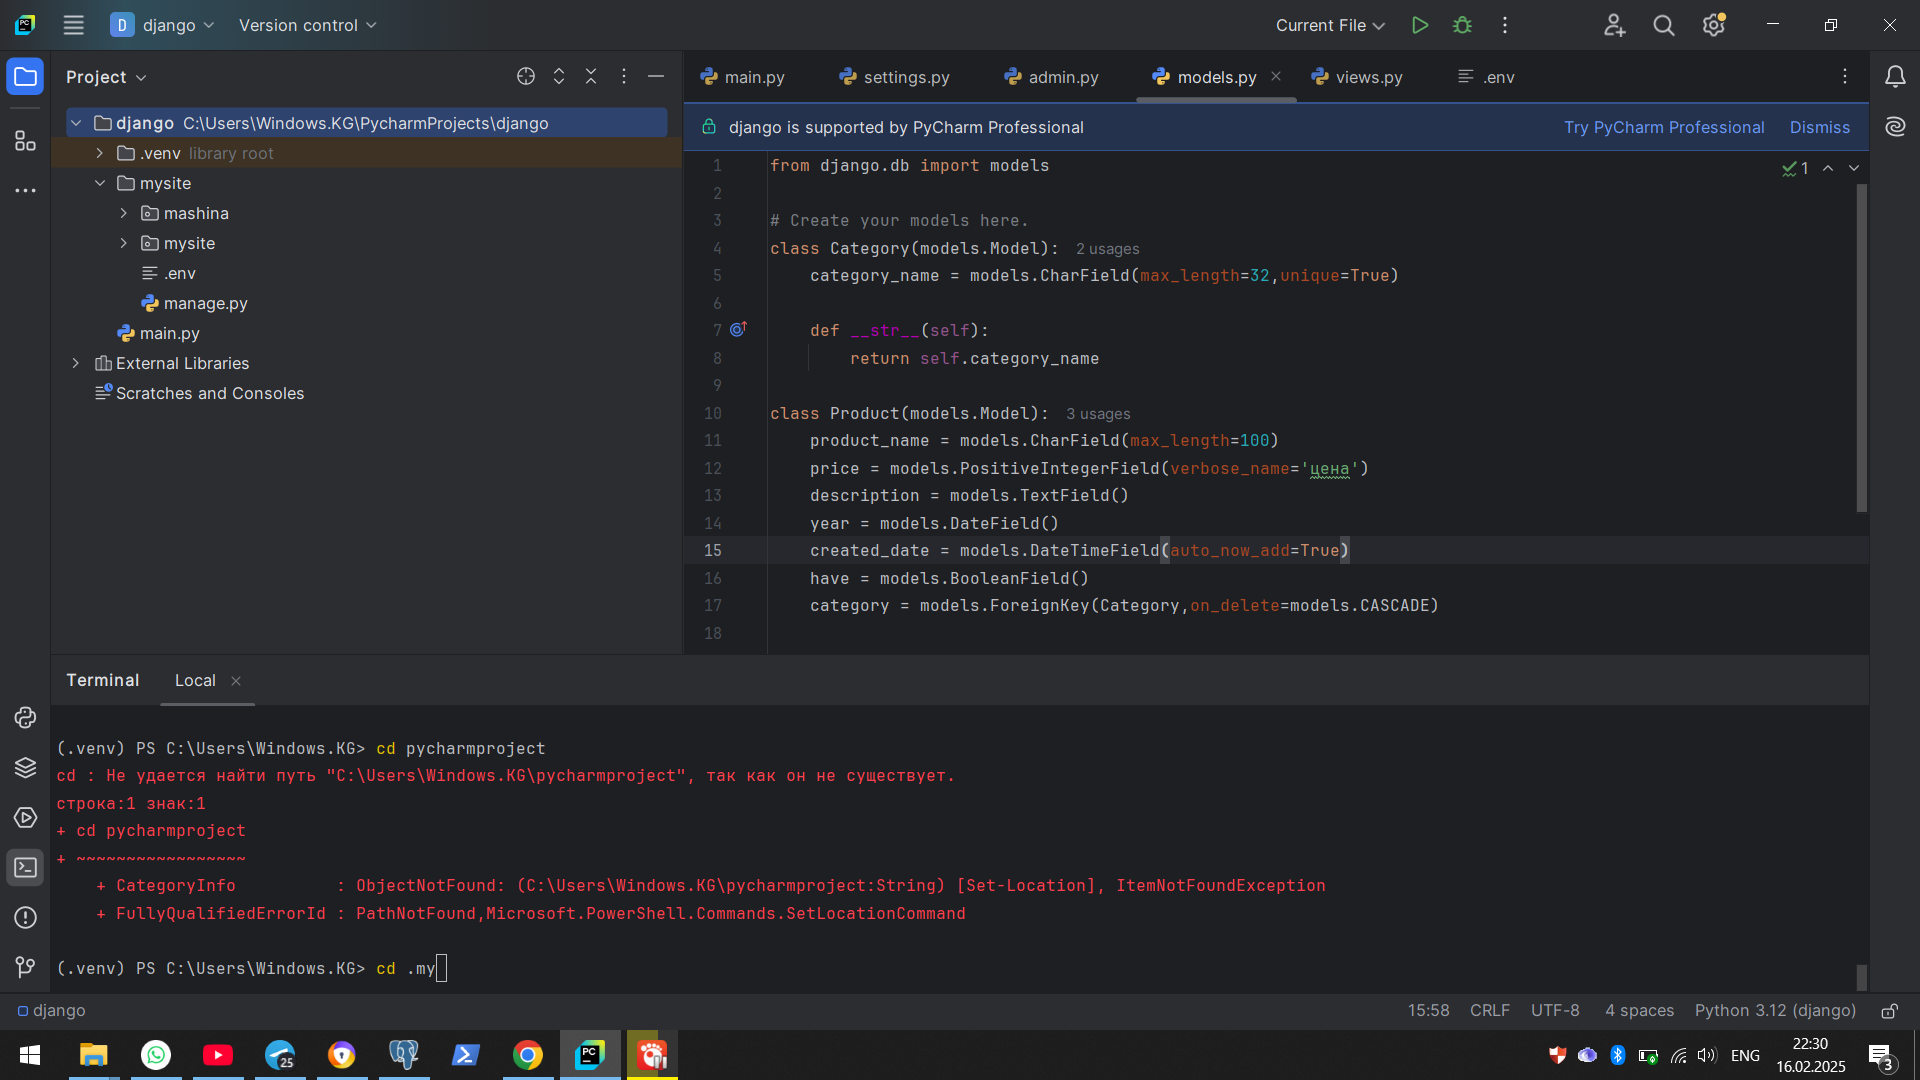 D django Version control
Current File
Project
main.py settings.py admin.py models.py views.py .env
django C:\Users\Windows.KG\PycharmProjects\django
.venv library root
mysite
mashina
mysite
.env
manage.py
main.py
External Libraries
Scratches and Consoles
django is supported by PyCharm Professional Try PyCharm Professional Dismiss
1 from django.db import models
1
2
3 # Create your models here.
4 class Category(models.Model): 2 usages
5 category_name = models.CharField(max_length=32,unique=True)
6
7 def __str__(self):
8 return self.category_name
9
10 class Product(models.Model): 3 usages
11 product_name = models.CharField(max_length=100)
12 price = models.PositiveIntegerField(verbose_name='цена')
13 description = models.TextField()
14 year = models.DateField()
15 created_date = models.DateTimeField(auto_now_add=True)
16 have = models.BooleanField()
17 category = models.ForeignKey(Category,on_delete=models.CASCADE)
18
Terminal Local
(.venv) PS C:\Users\Windows.KG> cd pycharmproject
cd : Не удается найти путь "C:\Users\Windows.KG\pycharmproject", так как он не существует.
строка:1 знак:1
+ cd pycharmproject
+ ~~~~~~~~~~~~~~~~~
+ CategoryInfo : ObjectNotFound: (C:\Users\Windows.KG\pycharmproject:String) [Set-Location], ItemNotFoundException
+ FullyQualifiedErrorId : PathNotFound,Microsoft.PowerShell.Commands.SetLocationCommand
(.venv) PS C:\Users\Windows.KG> cd .my
django 15:58 CRLF UTF-8 4 spaces Python 3.12 (django)
25
PC
ENG
22:30
16.02.2025
3